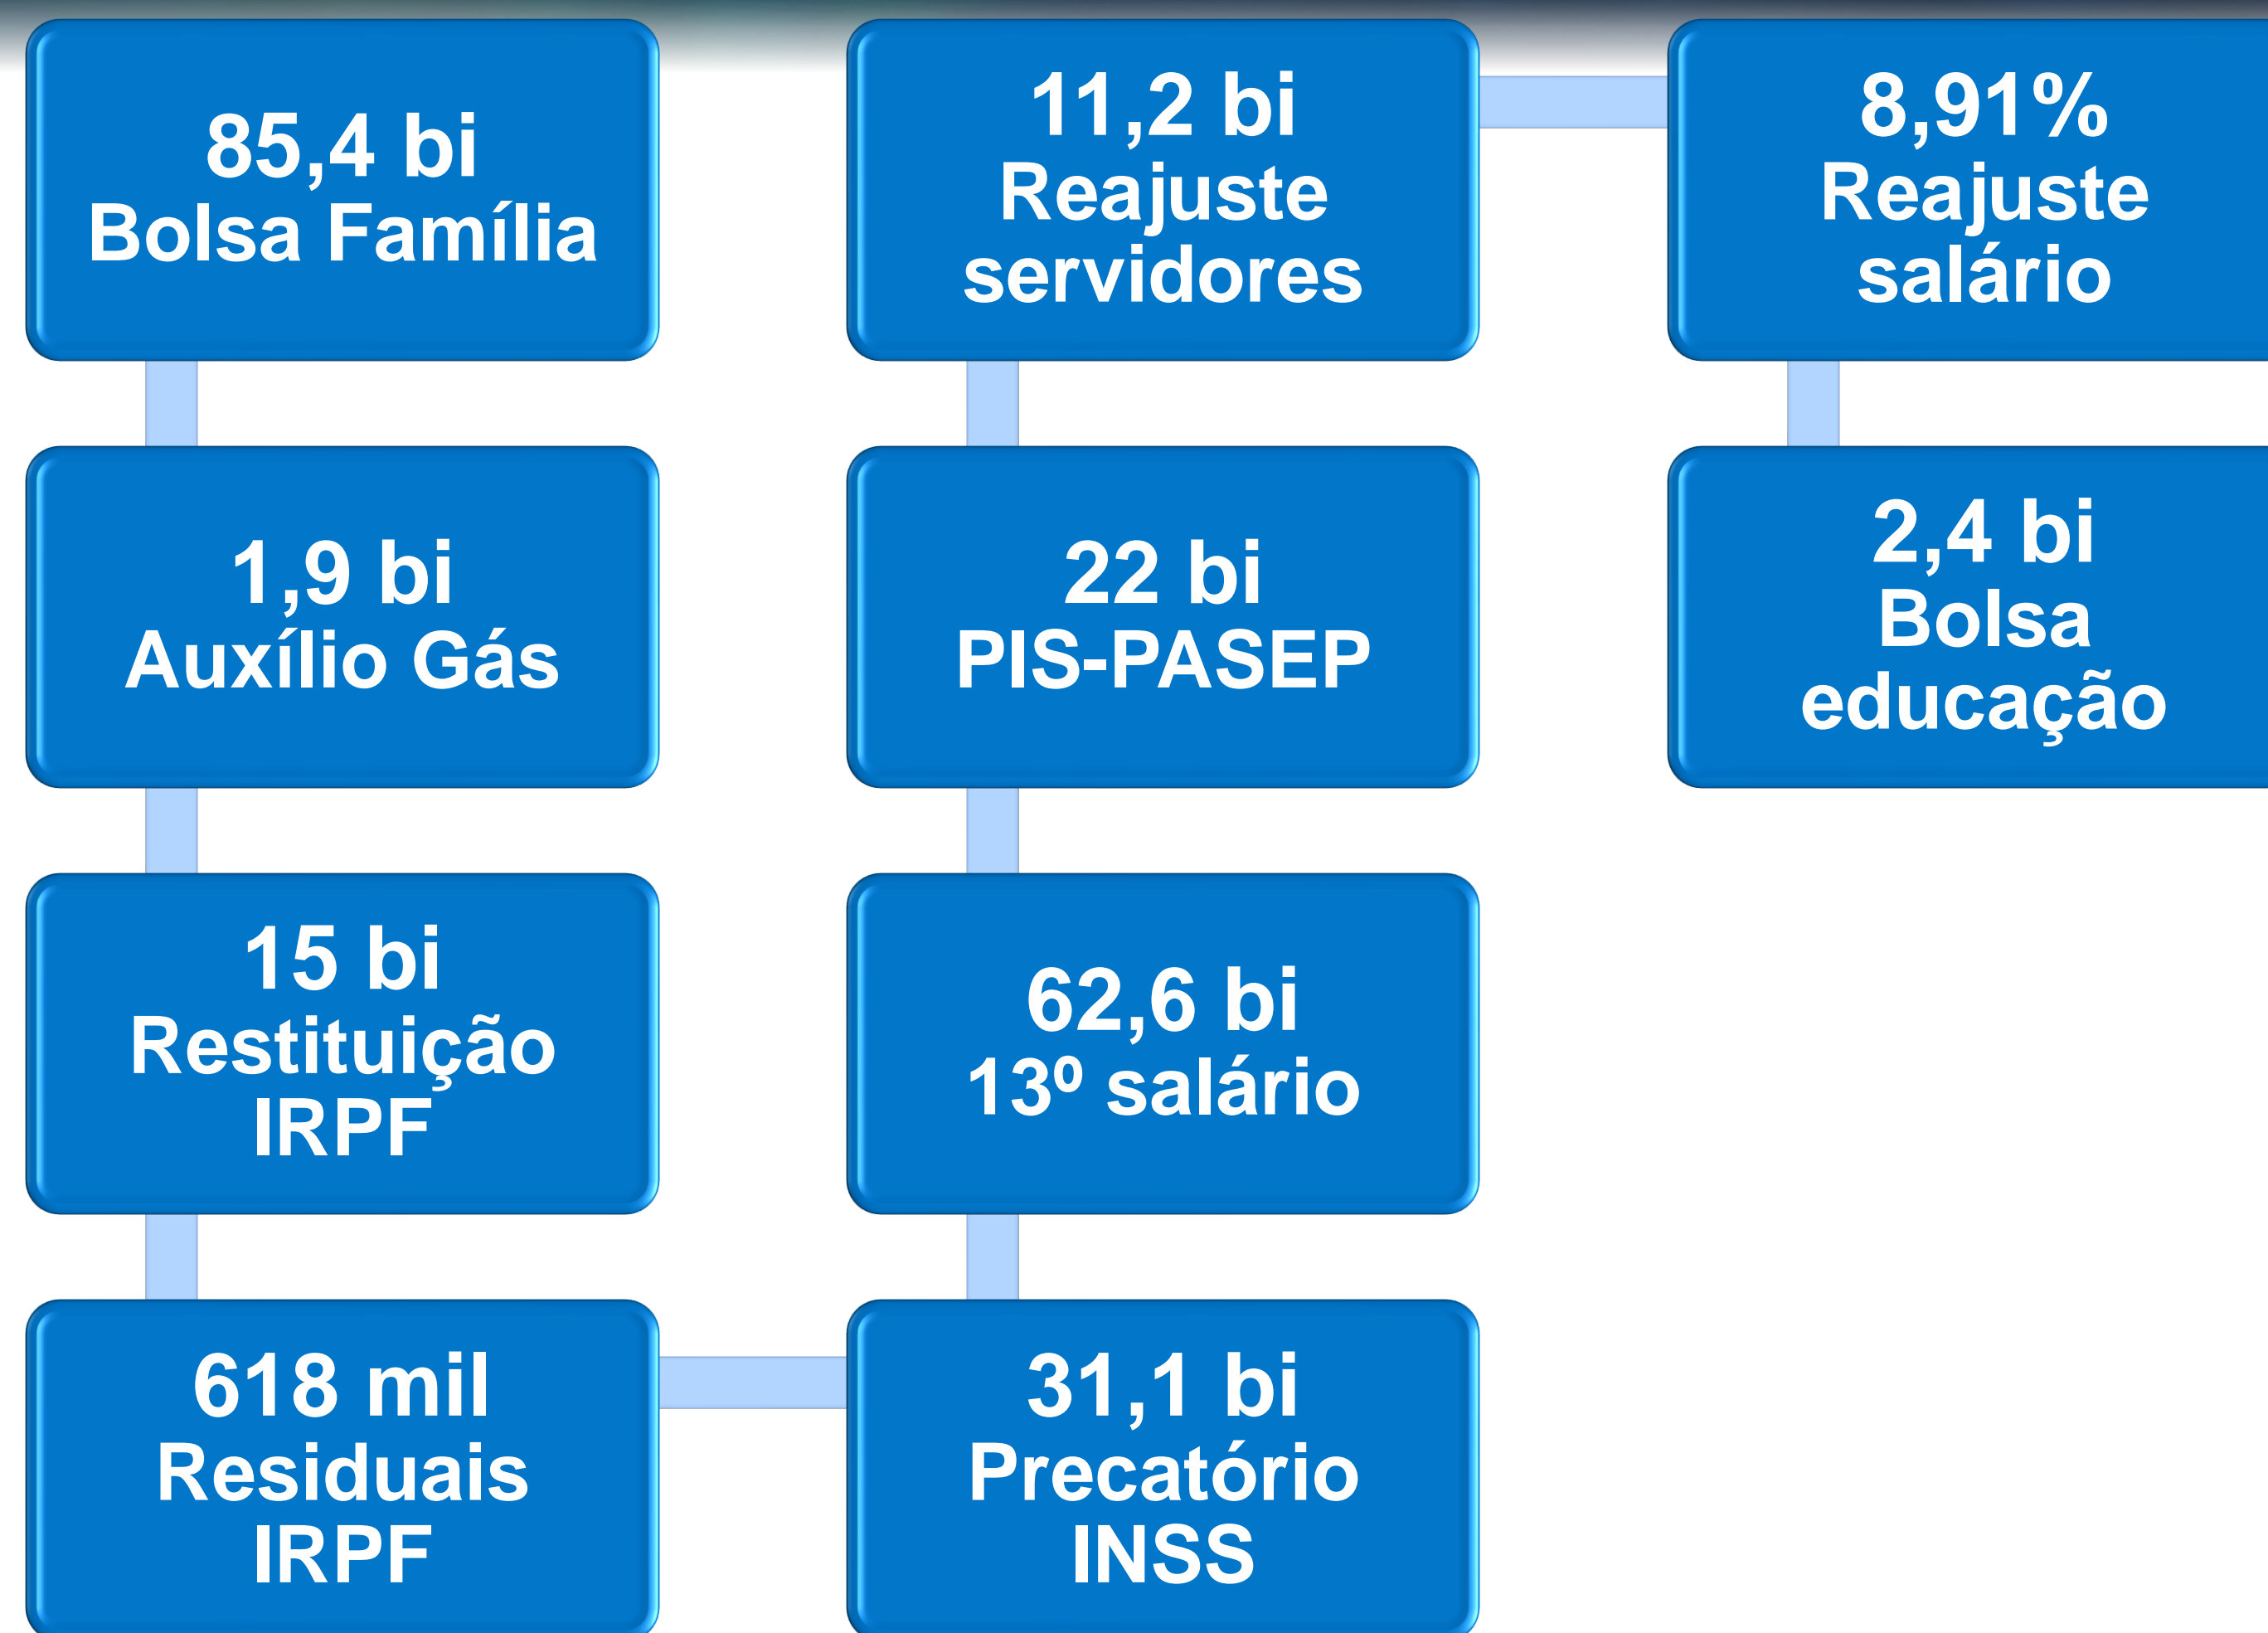 85,4 bi
Bolsa Família
1,9 bi
Auxílio Gás
15 bi
Restituição
IRPF
618 mil
Residuais
IRPF
11,2 bi
Reajuste
servidores
22 bi
PIS-PASEP
62,6 bi
13º salário
31,1 bi
Precatório
INSS
8,91%
Reajuste
salário
2,4 bi
Bolsa
educação